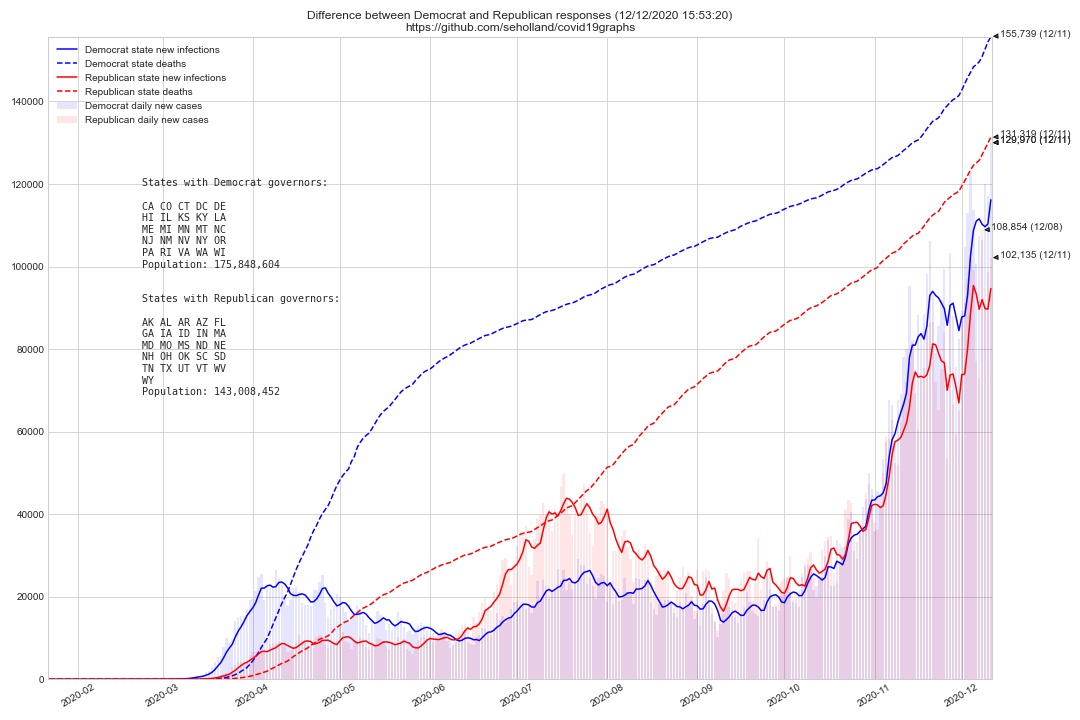 Difference between Democrat and Republican responses (12/12/2020 15:53:20)
https://github.com/seholland/covid19graphs
Democrat state new infections
Democrat state deaths
Republican state new infections
Republican state deaths
Democrat daily new cases
Republican daily new cases
States with Democrat governors:
CA CO CT DC DE
HI IL KS KY LA
ME MI MN MT NC
NJ NM NV NY OR
PA RI VA WA WI
Population: 175,848,604
States with Republican governors:
AK AL AR AZ FL
GA IA ID IN MA
MD MO MS ND NE
NH OH OK SC SD
TN TX UT VT WV
WY
Population: 143,008,452
155,739 (12/11)
131,319 (12/11)
129,970 (12/11)
108,854 (12/08)
102,135 (12/11)
140000
120000
100000
80000
60000
40000
20000
0
2020-02
2020-03
2020-04
2020-05
2020-06
2020-07
2020-08
2020-09
2020-10
2020-11
2020-12